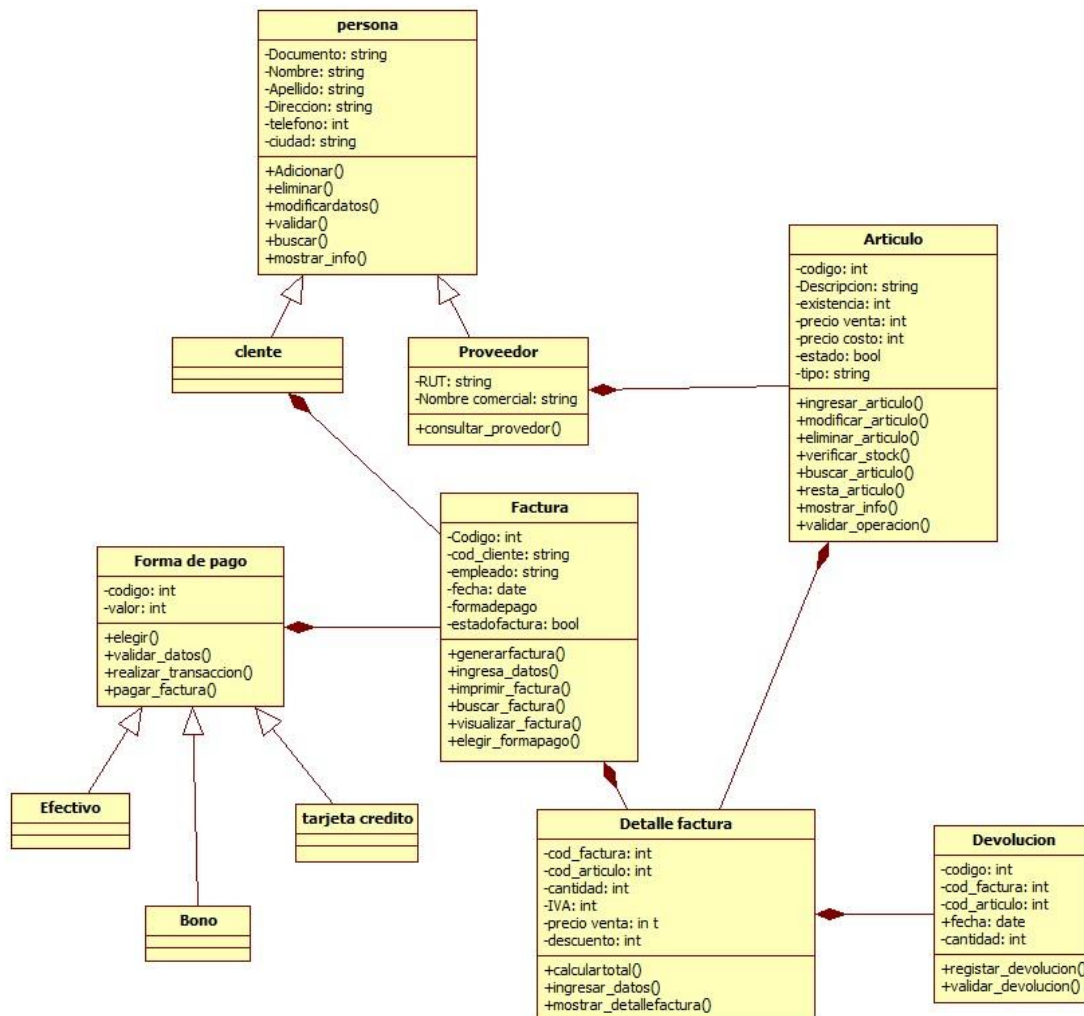 persona
-Documento: string
-Nombre: string
-Apellido: string
-Direccion: string
-telefono: int
-ciudad: string
+Adicionar()
+eliminar()
+modificardatos()
+validar()
+buscar()
+mostrar_info()
clente
Proveedor
-RUT: string
-Nombre comercial: string
+consultar_provedor()
Articulo
-codigo: int
-Descripcion: string
-existencia: int
-precio venta: int
-precio costo: int
-estado: bool
-tipo: string
+ingresar_articulo()
+modificar_articulo()
+eliminar_articulo()
+verificar_stock()
+buscar_articulo()
+resta_articulo()
+mostrar_info()
+validar_operacion()
Factura
-Codigo: int
-cod_cliente: string
-empleado: string
-fecha: date
-formadepago
-estadofactura: bool
+generarfactura()
+ingresa_datos()
+imprimir_factura()
+buscar_factura()
+visualizar_factura()
+elegir_formapago()
Forma de pago
-codigo: int
-valor: int
+elegir()
+validar_datos()
+realizar_transaccion()
+pagar_factura()
Efectivo
Bono
tarjeta credito
Detalle factura
-cod_factura: int
-cod_articulo: int
-cantidad: int
-IVA: int
-precio venta: in t
-descuento: int
+calculartotal()
+ingresar_datos()
+mostrar_detallefactura()
Devolucion
-codigo: int
-cod_factura: int
-cod_articulo: int
+fecha: date
-cantidad: int
+registar_devolucion()
+validar_devolucion()